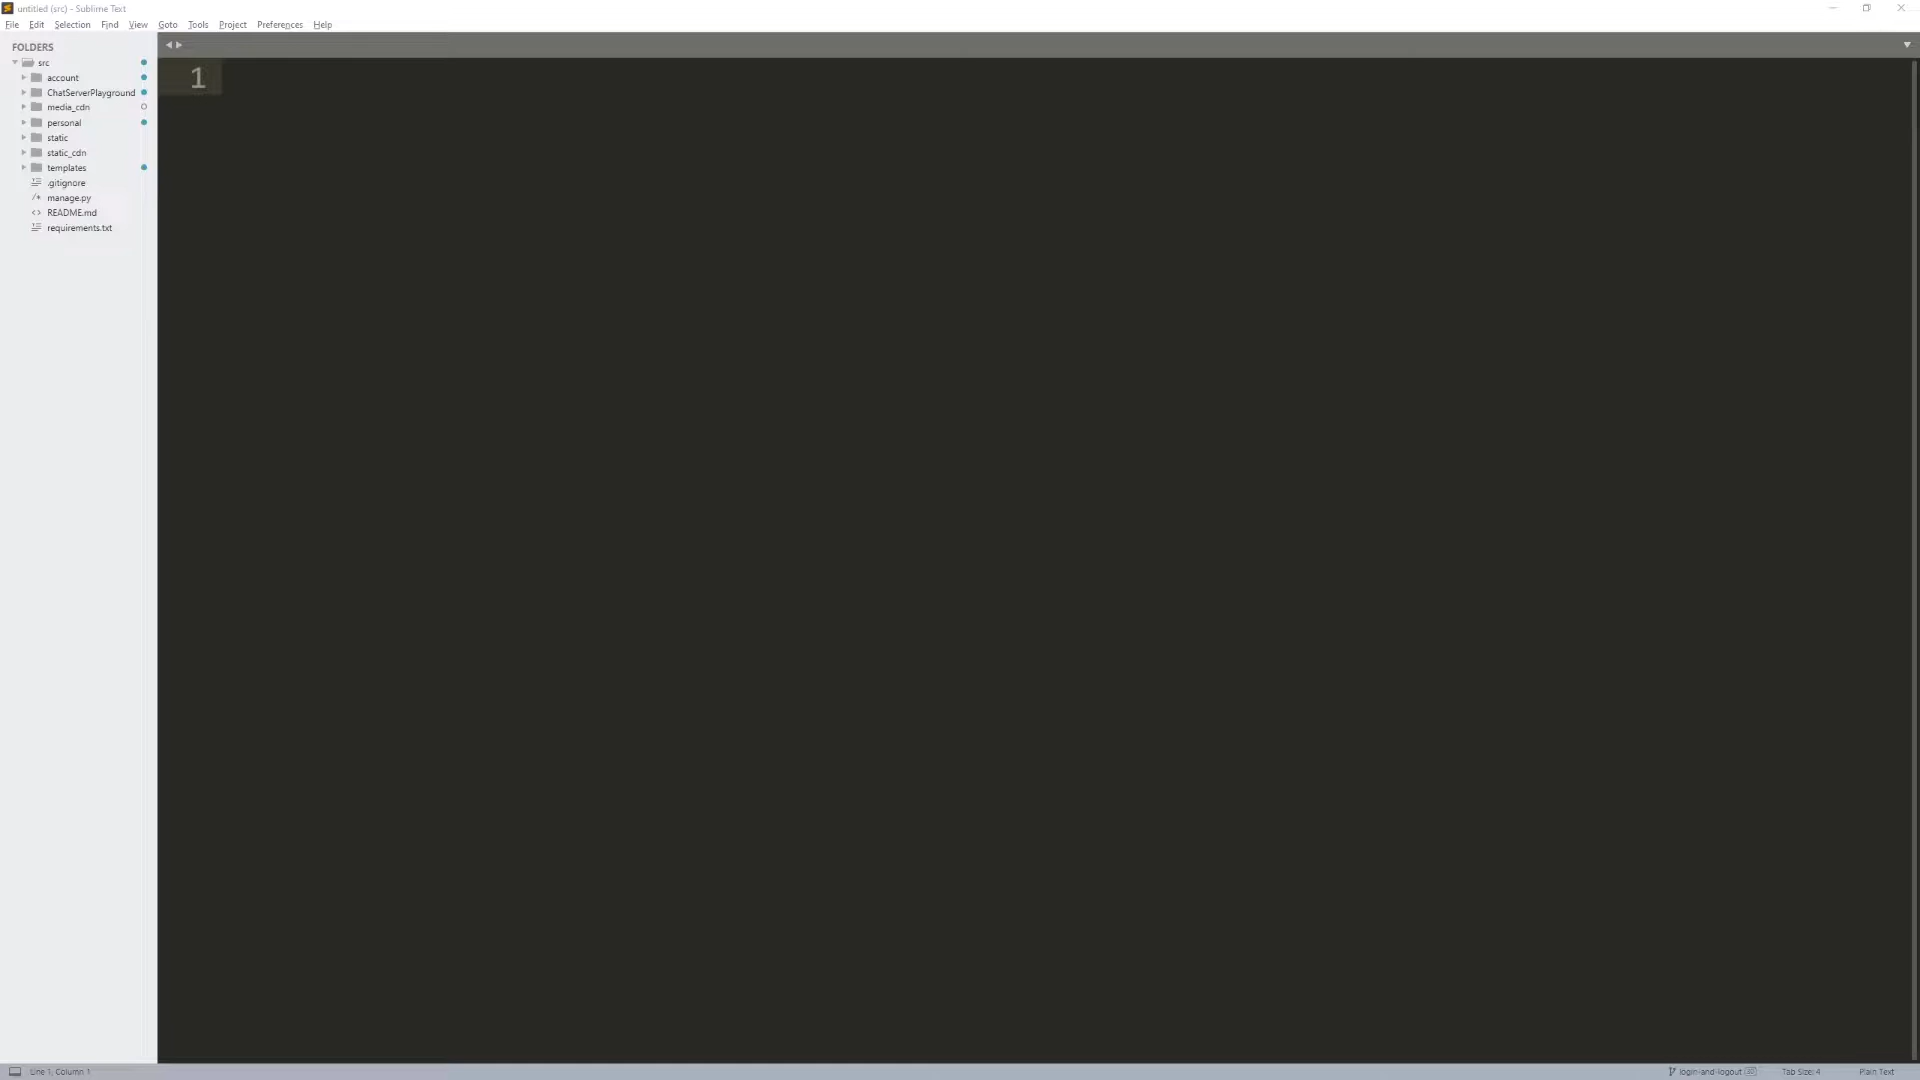 untitled (src) - Sublime Text
File Edit Selection Find View Goto Tools Project Preferences Help
FOLDERS
src
account
ChatServerPlayground
media_cdn
personal
static
static_cdn
templates
.gitignore
manage.py
README.md
requirements.txt
1
Line 1, Column 1
login-and-logout
Tab Size: 4
Plain Text